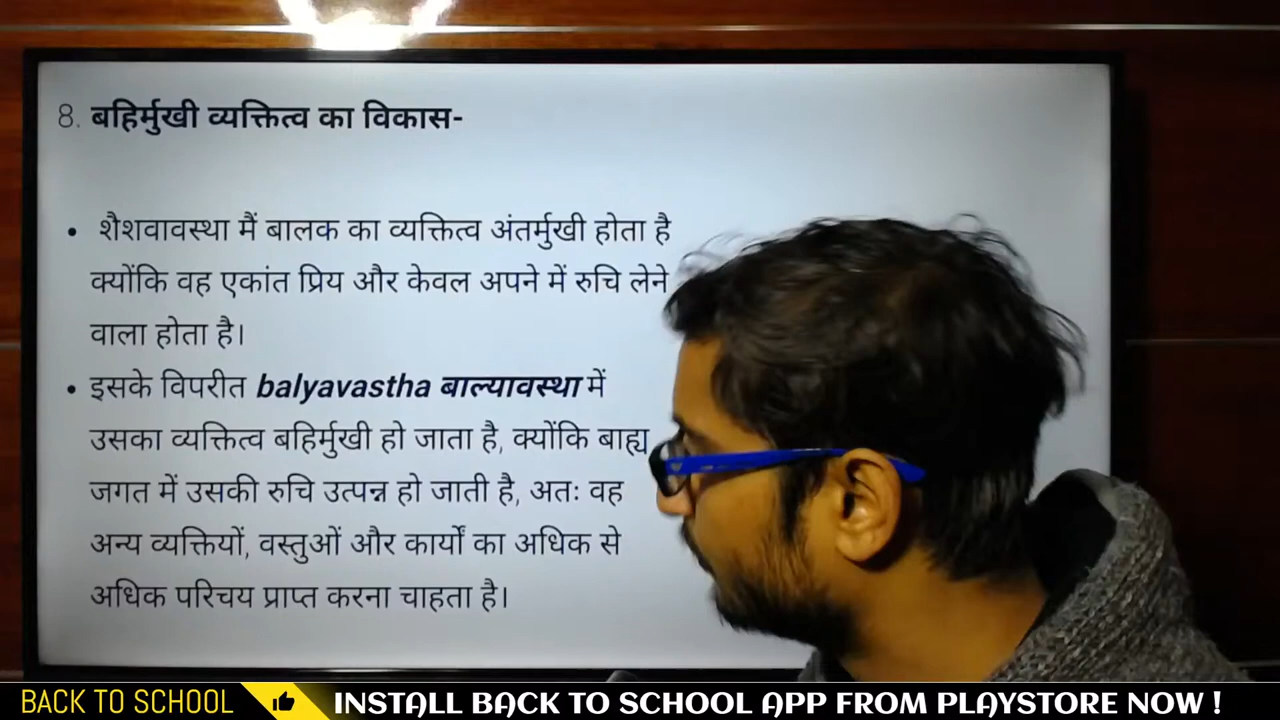 8. बहिर्मुखी व्यक्तित्व का विकास-
• शैशवावस्था मैं बालक का व्यक्तित्व अंतर्मुखी होता है
क्योंकि वह एकांत प्रिय और केवल अपने में रुचि लेने
वाला होता है।
• इसके विपरीत balyavastha बाल्यावस्था में
उसका व्यक्तित्व बहिर्मुखी हो जाता है, क्योंकि बाह्य
जगत में उसकी रुचि उत्पन्न हो जाती है, अतः वह
अन्य व्यक्तियों, वस्तुओं और कार्यों का अधिक से
अधिक परिचय प्राप्त करना चाहता है।
BACK TO SCHOOL INSTALL BACK TO SCHOOL APP FROM PLAYSTORE NOW !